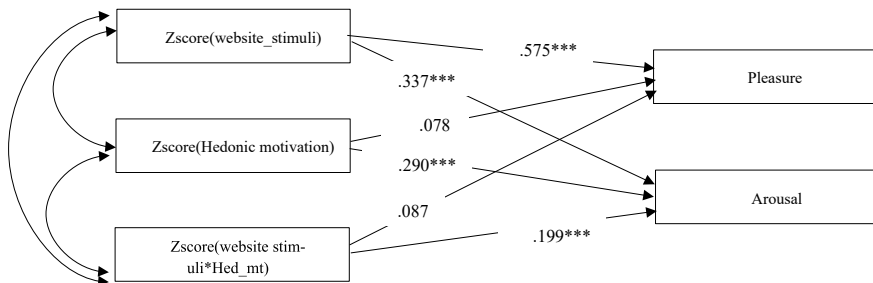 Zscore(website_stimuli)
.575***
Pleasure
.337***
.078
Zscore(Hedonic motivation)
.290***
Arousal
.087
.199***
Zscore(website stim-
uli*Hed_mt)